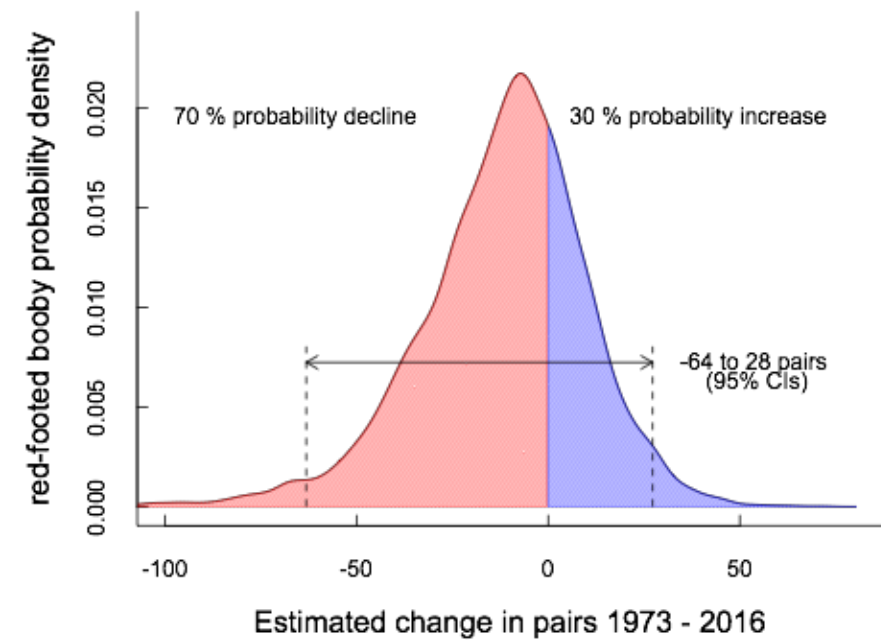 red-footed booby probability density
0.020
0.015
0.010
0.005
0.000
70 % probability decline
30 % probability increase
-64 to 28 pairs
(95% CIs)
-100
-50
0
50
Estimated change in pairs 1973 - 2016